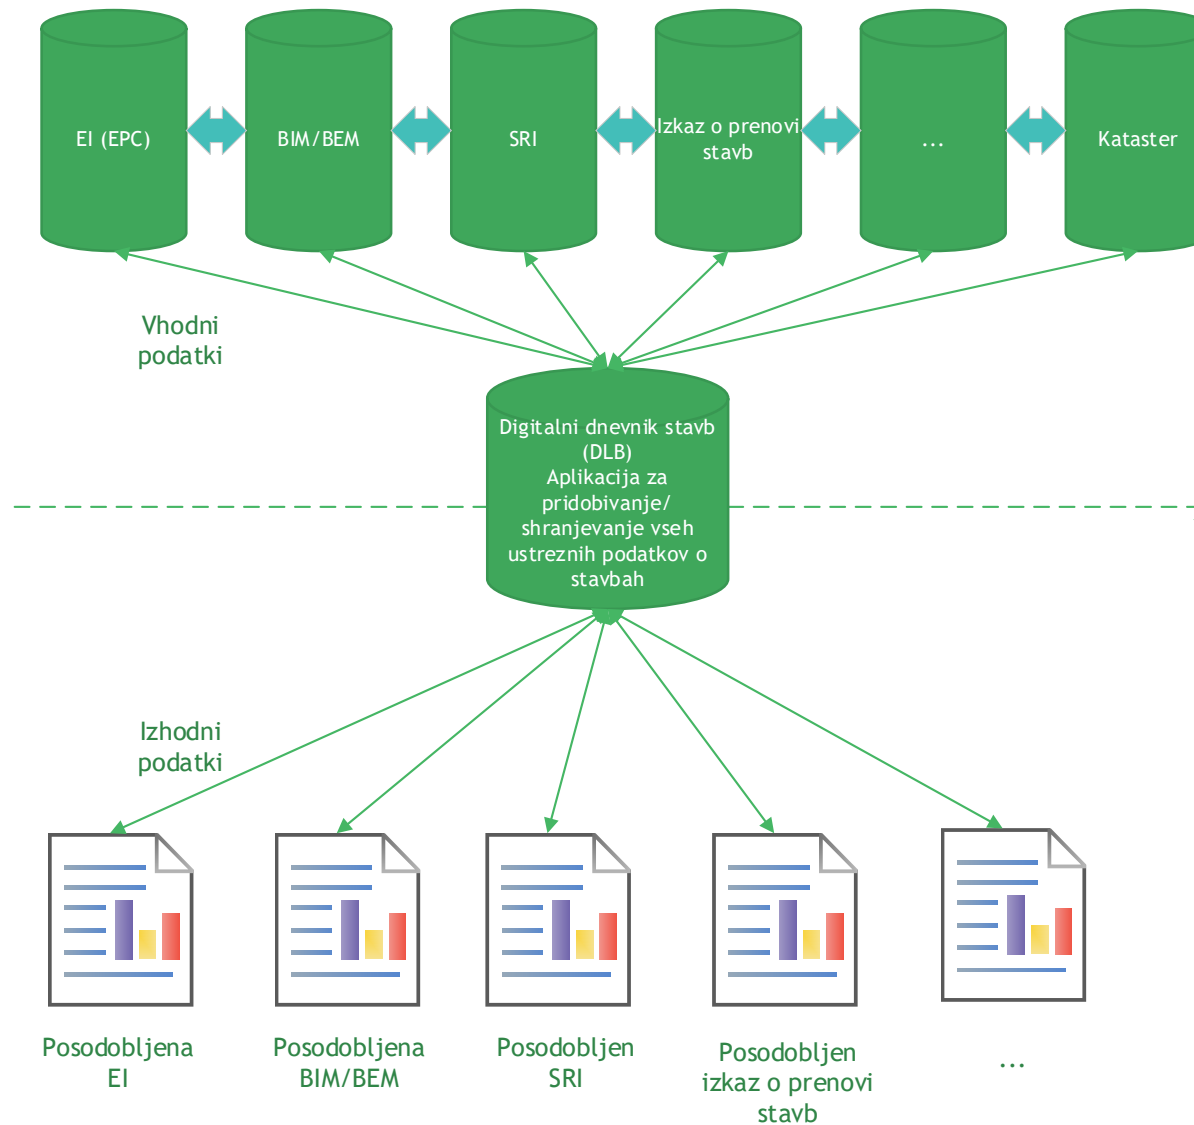 EI (EPC)
BIM/BEM
SRI
Izkaz o prenovi
stavb
...
Kataster
Vhodni
podatki
Digitalni dnevnik stavb
(DLB)
Aplikacija za
pridobivanje/
shranjevanje vseh
ustreznih podatkov o
stavbah
Izhodni
podatki
Posodobljena
EI
Posodobljena
BIM/BEM
Posodobljen
SRI
Posodobljen
izkaz o prenovi
stavb
...